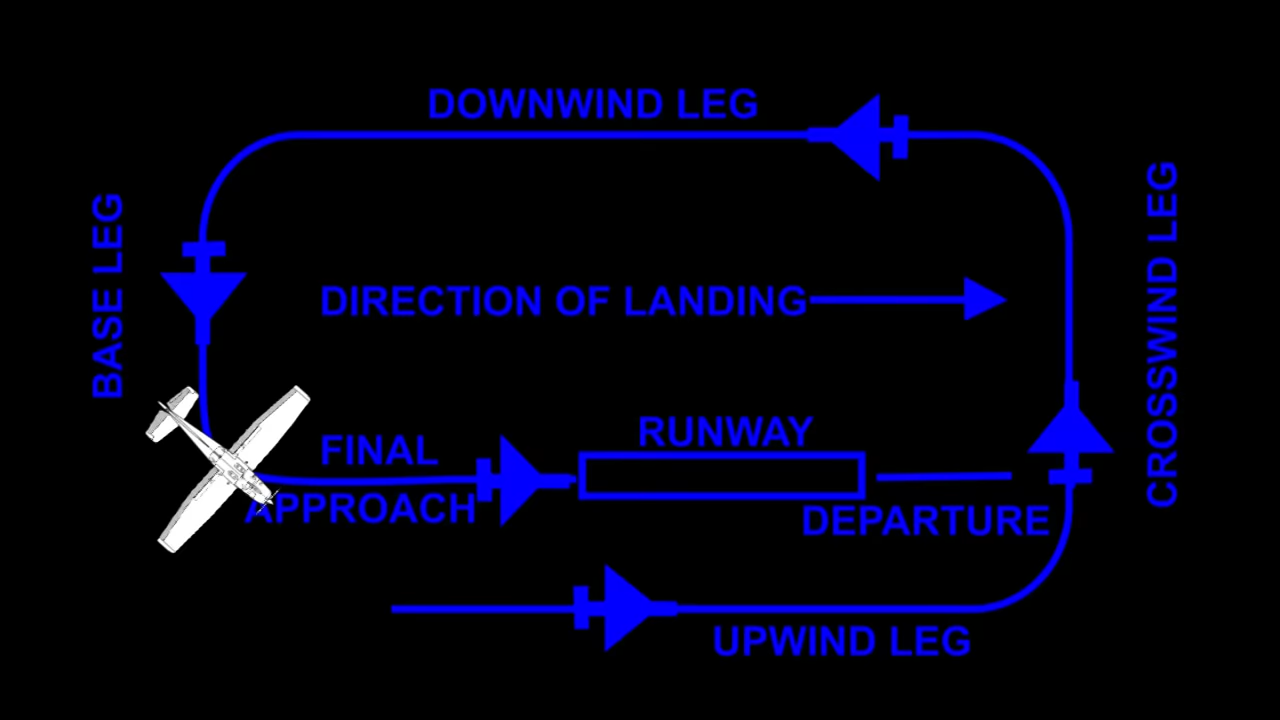 DOWNWIND LEG
BASE LEG
CROSSWIND LEG
DIRECTION OF LANDING
RUNWAY
FINAL
APPROACH
DEPARTURE
UPWIND LEG